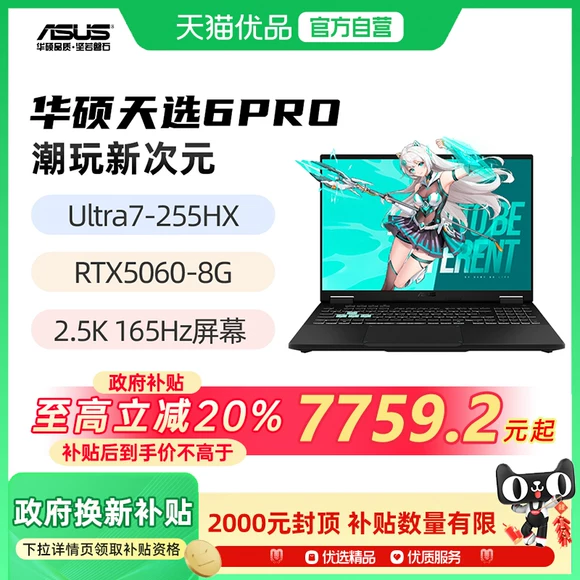 ASUS
华硕品质·坚若磐石
天猫优品 官方自营
华硕天选6PRO
潮玩新次元
Ultra7-255HX
RTX5060-8G
2.5K 165Hz屏幕
TO BE
ERENT
政府补贴
至高立减20%
补贴后到手价不高于
7759.2元起
政府换新补贴
下拉详情页领取补贴资格
2000元封顶 补贴数量有限
优选精品
优质服务